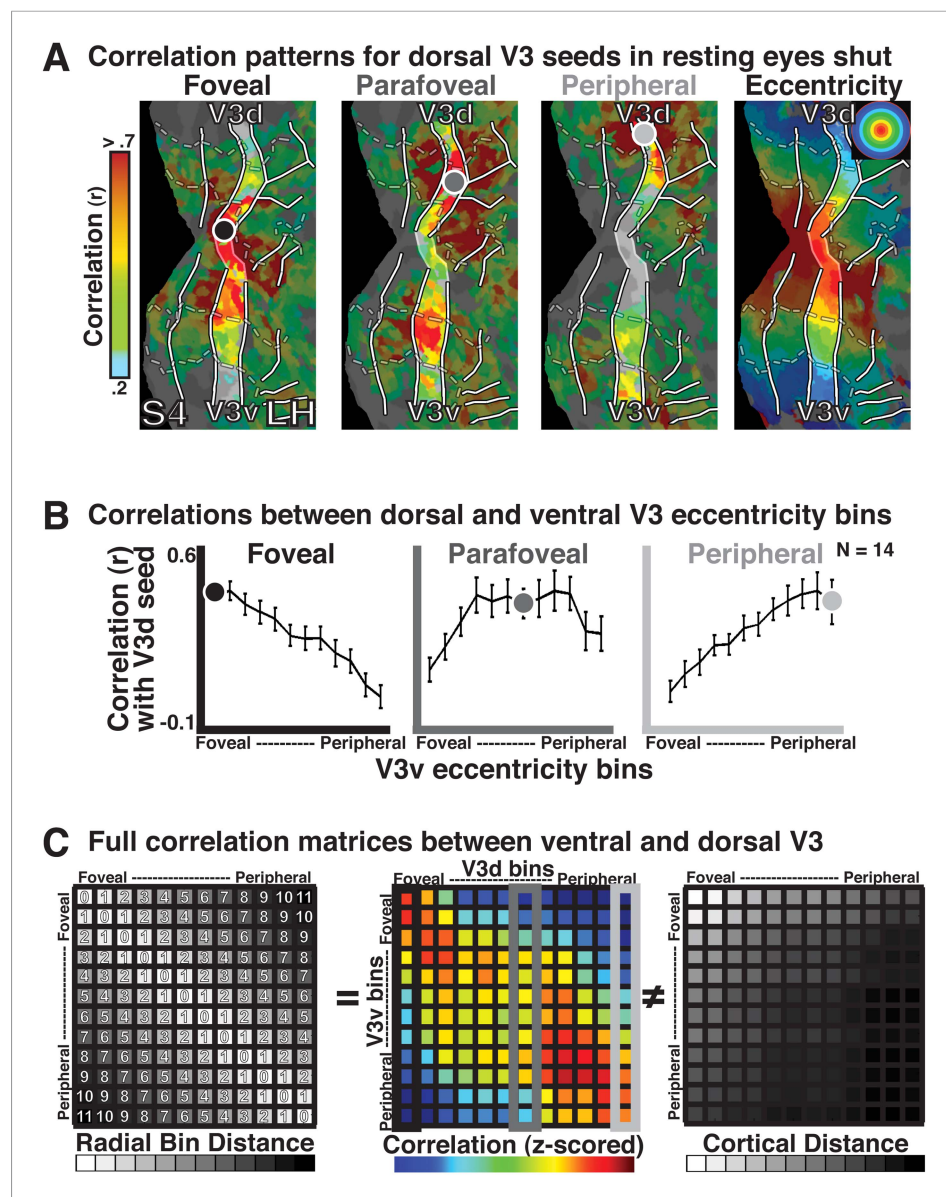 A Correlation patterns for dorsal V3 seeds in resting eyes shut
Foveal Parafoveal Peripheral Eccentricity
V3d V3d V3d V3d
> .7
Correlation (r)
.2
S4 V3v LH V3v V3v V3v
B Correlations between dorsal and ventral V3 eccentricity bins
Foveal Parafoveal Peripheral N = 14
0.6
Correlation (r)
with V3d seed
-0.1
Foveal ---------- Peripheral Foveal ---------- Peripheral Foveal ---------- Peripheral
V3v eccentricity bins
C Full correlation matrices between ventral and dorsal V3
V3d bins
Foveal ----------------- Peripheral Foveal ----------------- Peripheral Foveal ----------------- Peripheral
Foveal ----------------- Peripheral
0 1 2 3 4 5 6 7 8 9 10 11
1 0 1 2 3 4 5 6 7 8 9 10
2 1 0 1 2 3 4 5 6 7 8 9
3 2 1 0 1 2 3 4 5 6 7 8
4 3 2 1 0 1 2 3 4 5 6 7
5 4 3 2 1 0 1 2 3 4 5 6
6 5 4 3 2 1 0 1 2 3 4 5
7 6 5 4 3 2 1 0 1 2 3 4
8 7 6 5 4 3 2 1 0 1 2 3
9 8 7 6 5 4 3 2 1 0 1 2
10 9 8 7 6 5 4 3 2 1 0 1
11 10 9 8 7 6 5 4 3 2 1 0
=
V3v bins
Foveal ----------------- Peripheral
≠
Foveal ----------------- Peripheral
Radial Bin Distance Correlation (z-scored) Cortical Distance